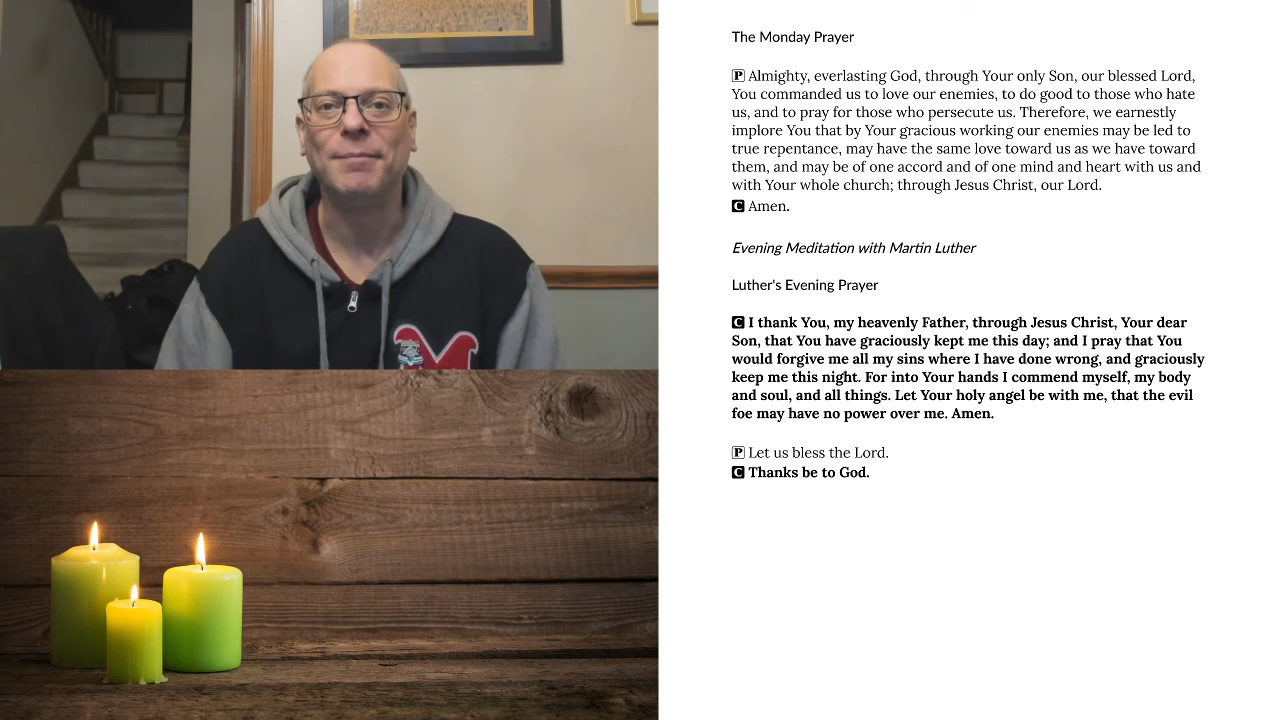 The Monday Prayer
P Almighty, everlasting God, through Your only Son, our blessed Lord,
You commanded us to love our enemies, to do good to those who hate
us, and to pray for those who persecute us. Therefore, we earnestly
implore You that by Your gracious working our enemies may be led to
true repentance, may have the same love toward us as we have toward
them, and may be of one accord and of one mind and heart with us and
with Your whole church; through Jesus Christ, our Lord.
C Amen.
Evening Meditation with Martin Luther
Luther's Evening Prayer
C I thank You, my heavenly Father, through Jesus Christ, Your dear
Son, that You have graciously kept me this day; and I pray that You
would forgive me all my sins where I have done wrong, and graciously
keep me this night. For into Your hands I commend myself, my body
and soul, and all things. Let Your holy angel be with me, that the evil
foe may have no power over me. Amen.
P Let us bless the Lord.
C Thanks be to God.